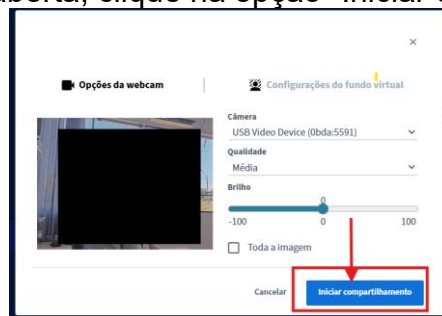 aberta, clique na opção "Iniciar
×
Opções da webcam
Configurações do fundo virtual
Câmera
USB Video Device (0bda:5591)
Qualidade
Média
Brilho
0
-100 0 100
Toda a imagem
Cancelar Iniciar compartilhamento